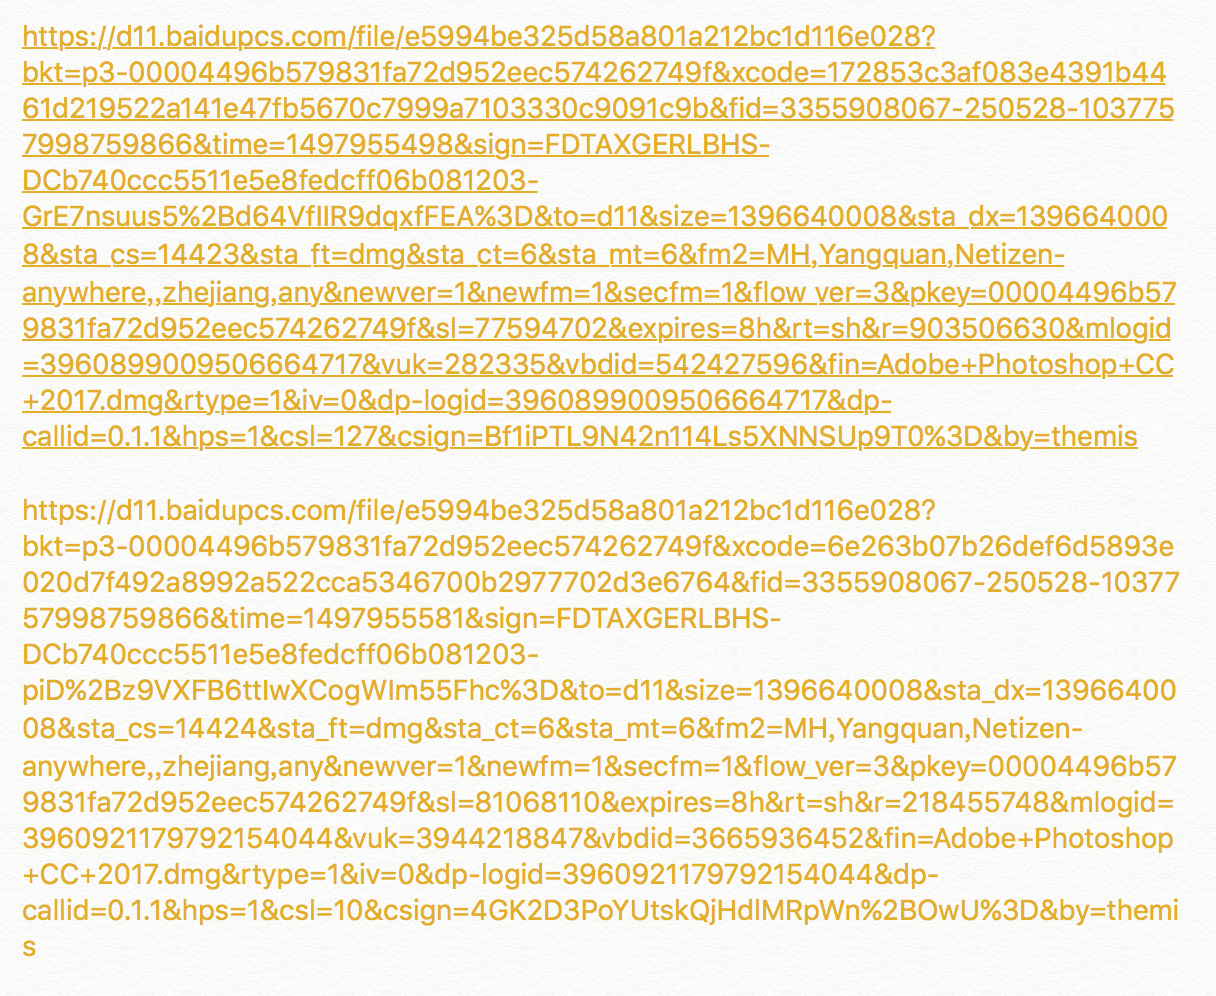 https://d11.baidupcs.com/file/e5994be325d58a801a212bc1d116e028?
bkt=p3-00004496b579831fa72d952eec574262749f&xcode=172853c3af083e4391b44
61d219522a141e47fb5670c7999a7103330c9091c9b&fid=3355908067-250528-103775
7998759866&time=1497955498&sign=FDTAXGERLBHS-
DCb740ccc5511e5e8fedcff06b081203-
GrE7nsuus5%2Bd64VfIIR9dqxfFEA%3D&to=d11&size=1396640008&sta_dx=139664000
8&sta_cs=14423&sta_ft=dmg&sta_ct=6&sta_mt=6&fm2=MH,Yangquan,Netizen-
anywhere,,zhejiang,any&newver=1&newfm=1&secfm=1&flow_ver=3&pkey=00004496b57
9831fa72d952eec574262749f&sl=77594702&expires=8h&rt=sh&r=903506630&mlogid
=3960899009506664717&vuk=282335&vbdid=542427596&fin=Adobe+Photoshop+CC
+2017.dmg&rtype=1&iv=0&dp-logid=3960899009506664717&dp-
callid=0.1.1&hps=1&csl=127&csign=Bf1iPTL9N42n114Ls5XNNSUp9T0%3D&by=themis
https://d11.baidupcs.com/file/e5994be325d58a801a212bc1d116e028?
bkt=p3-00004496b579831fa72d952eec574262749f&xcode=6e263b07b26def6d5893e
020d7f492a8992a522cca5346700b2977702d3e6764&fid=3355908067-250528-10377
57998759866&time=1497955581&sign=FDTAXGERLBHS-
DCb740ccc5511e5e8fedcff06b081203-
piD%2Bz9VXFB6ttIwXCogWIm55Fhc%3D&to=d11&size=1396640008&sta_dx=13966400
08&sta_cs=14424&sta_ft=dmg&sta_ct=6&sta_mt=6&fm2=MH,Yangquan,Netizen-
anywhere,,zhejiang,any&newver=1&newfm=1&secfm=1&flow_ver=3&pkey=00004496b57
9831fa72d952eec574262749f&sl=81068110&expires=8h&rt=sh&r=218455748&mlogid=
3960921179792154044&vuk=3944218847&vbdid=3665936452&fin=Adobe+Photoshop
+CC+2017.dmg&rtype=1&iv=0&dp-logid=3960921179792154044&dp-
callid=0.1.1&hps=1&csl=10&csign=4GK2D3PoYUtskQjHdlMRpWn%2BOwU%3D&by=themi
s